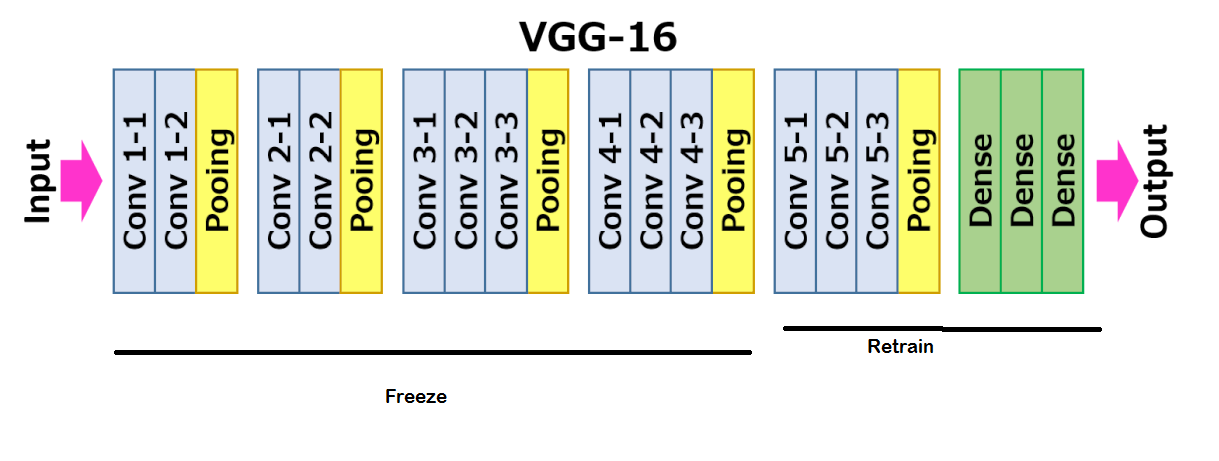 VGG-16
Input
Conv 1-1
Conv 1-2
Pooing
Conv 2-1
Conv 2-2
Pooing
Conv 3-1
Conv 3-2
Conv 3-3
Pooing
Conv 4-1
Conv 4-2
Conv 4-3
Pooing
Conv 5-1
Conv 5-2
Conv 5-3
Pooing
Dense
Dense
Dense
Output
Retrain
Freeze